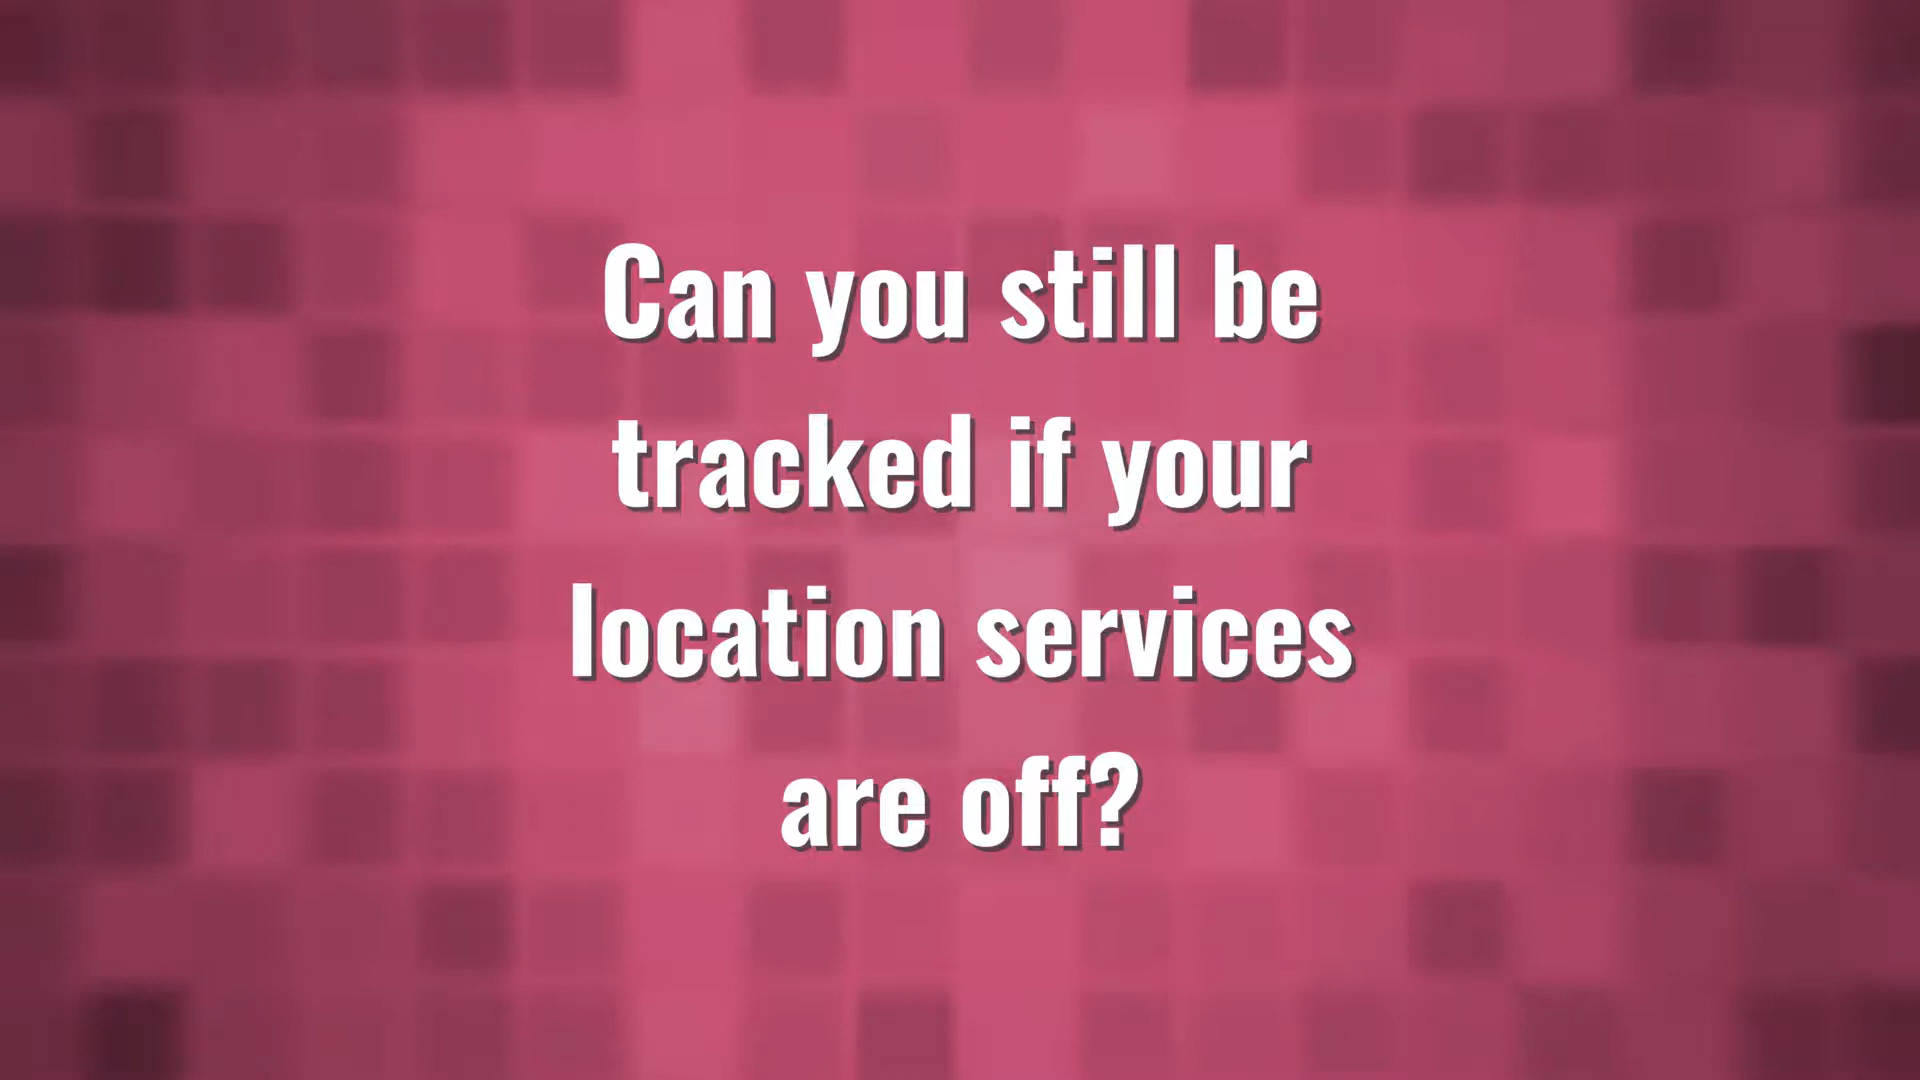 Can you still be
tracked if your
location services
are off?